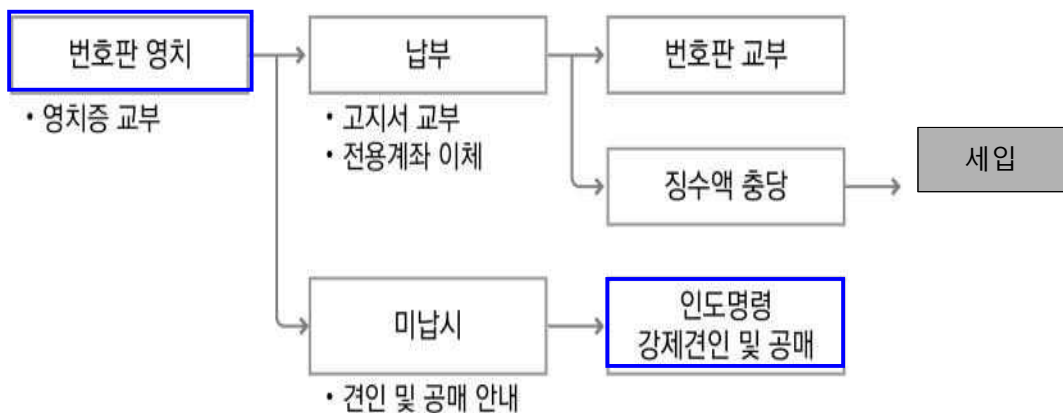 번호판 영치
납부
번호판 교부
• 영치증 교부
• 고지서 교부
• 전용계좌 이체
징수액 충당
세입
미납시
인도명령
강제견인 및 공매
• 견인 및 공매 안내